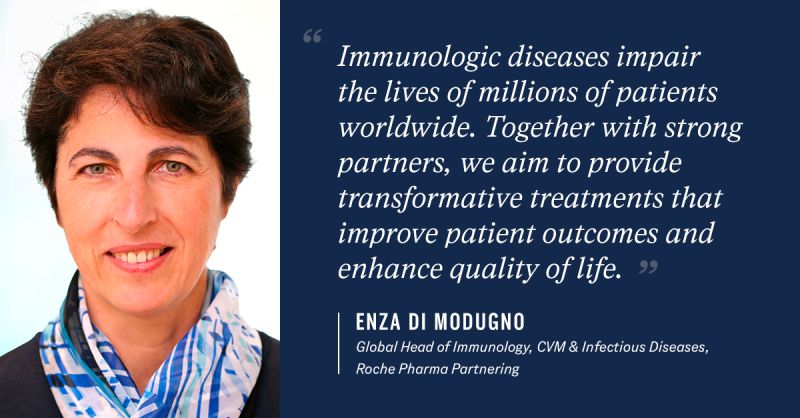 “ Immunologic diseases impair
the lives of millions of patients
worldwide. Together with strong
partners, we aim to provide
transformative treatments that
improve patient outcomes and
enhance quality of life. ”
ENZA DI MODUGNO
Global Head of Immunology, CVM & Infectious Diseases,
Roche Pharma Partnering